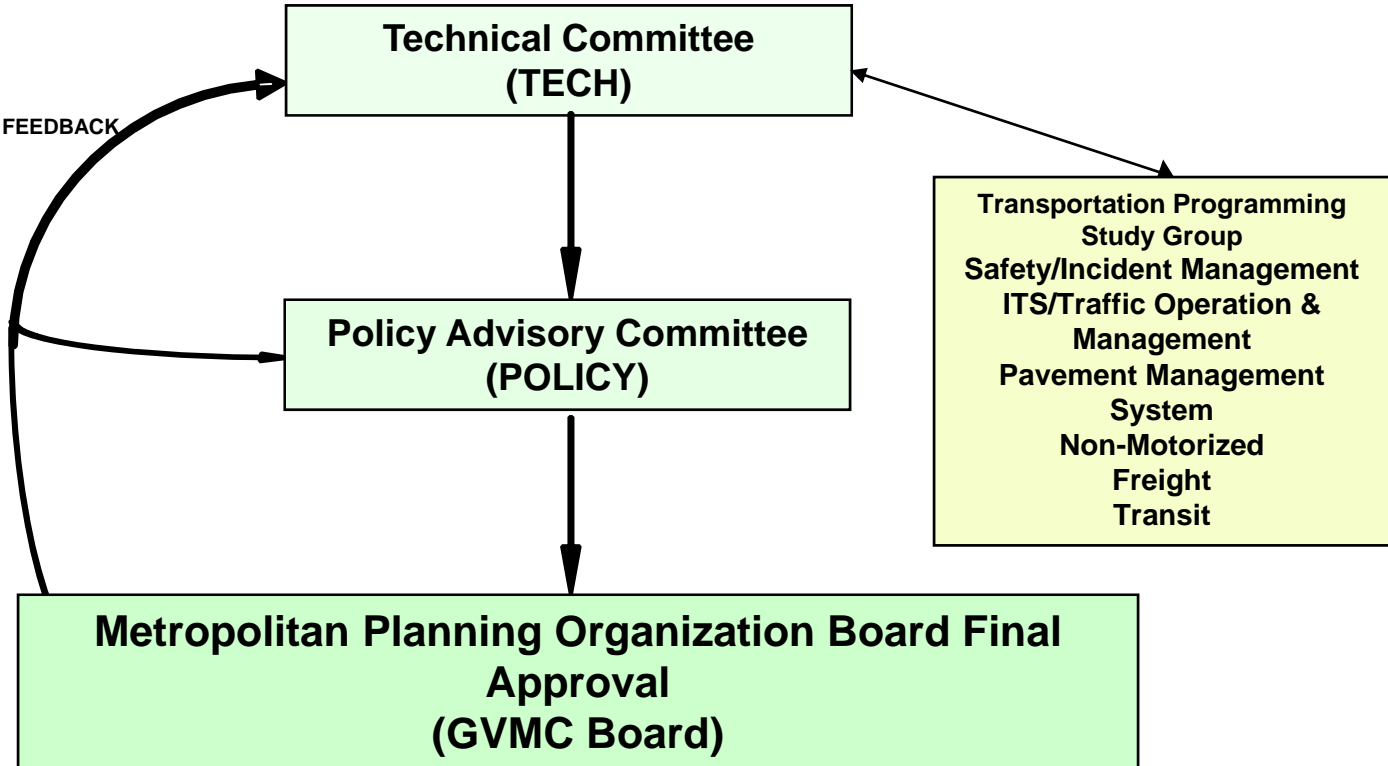 Technical Committee
(TECH)
FEEDBACK
Transportation Programming
Study Group
Safety/Incident Management
ITS/Traffic Operation &
Management
Pavement Management
System
Non-Motorized
Freight
Transit
Policy Advisory Committee
(POLICY)
Metropolitan Planning Organization Board Final
Approval
(GVMC Board)